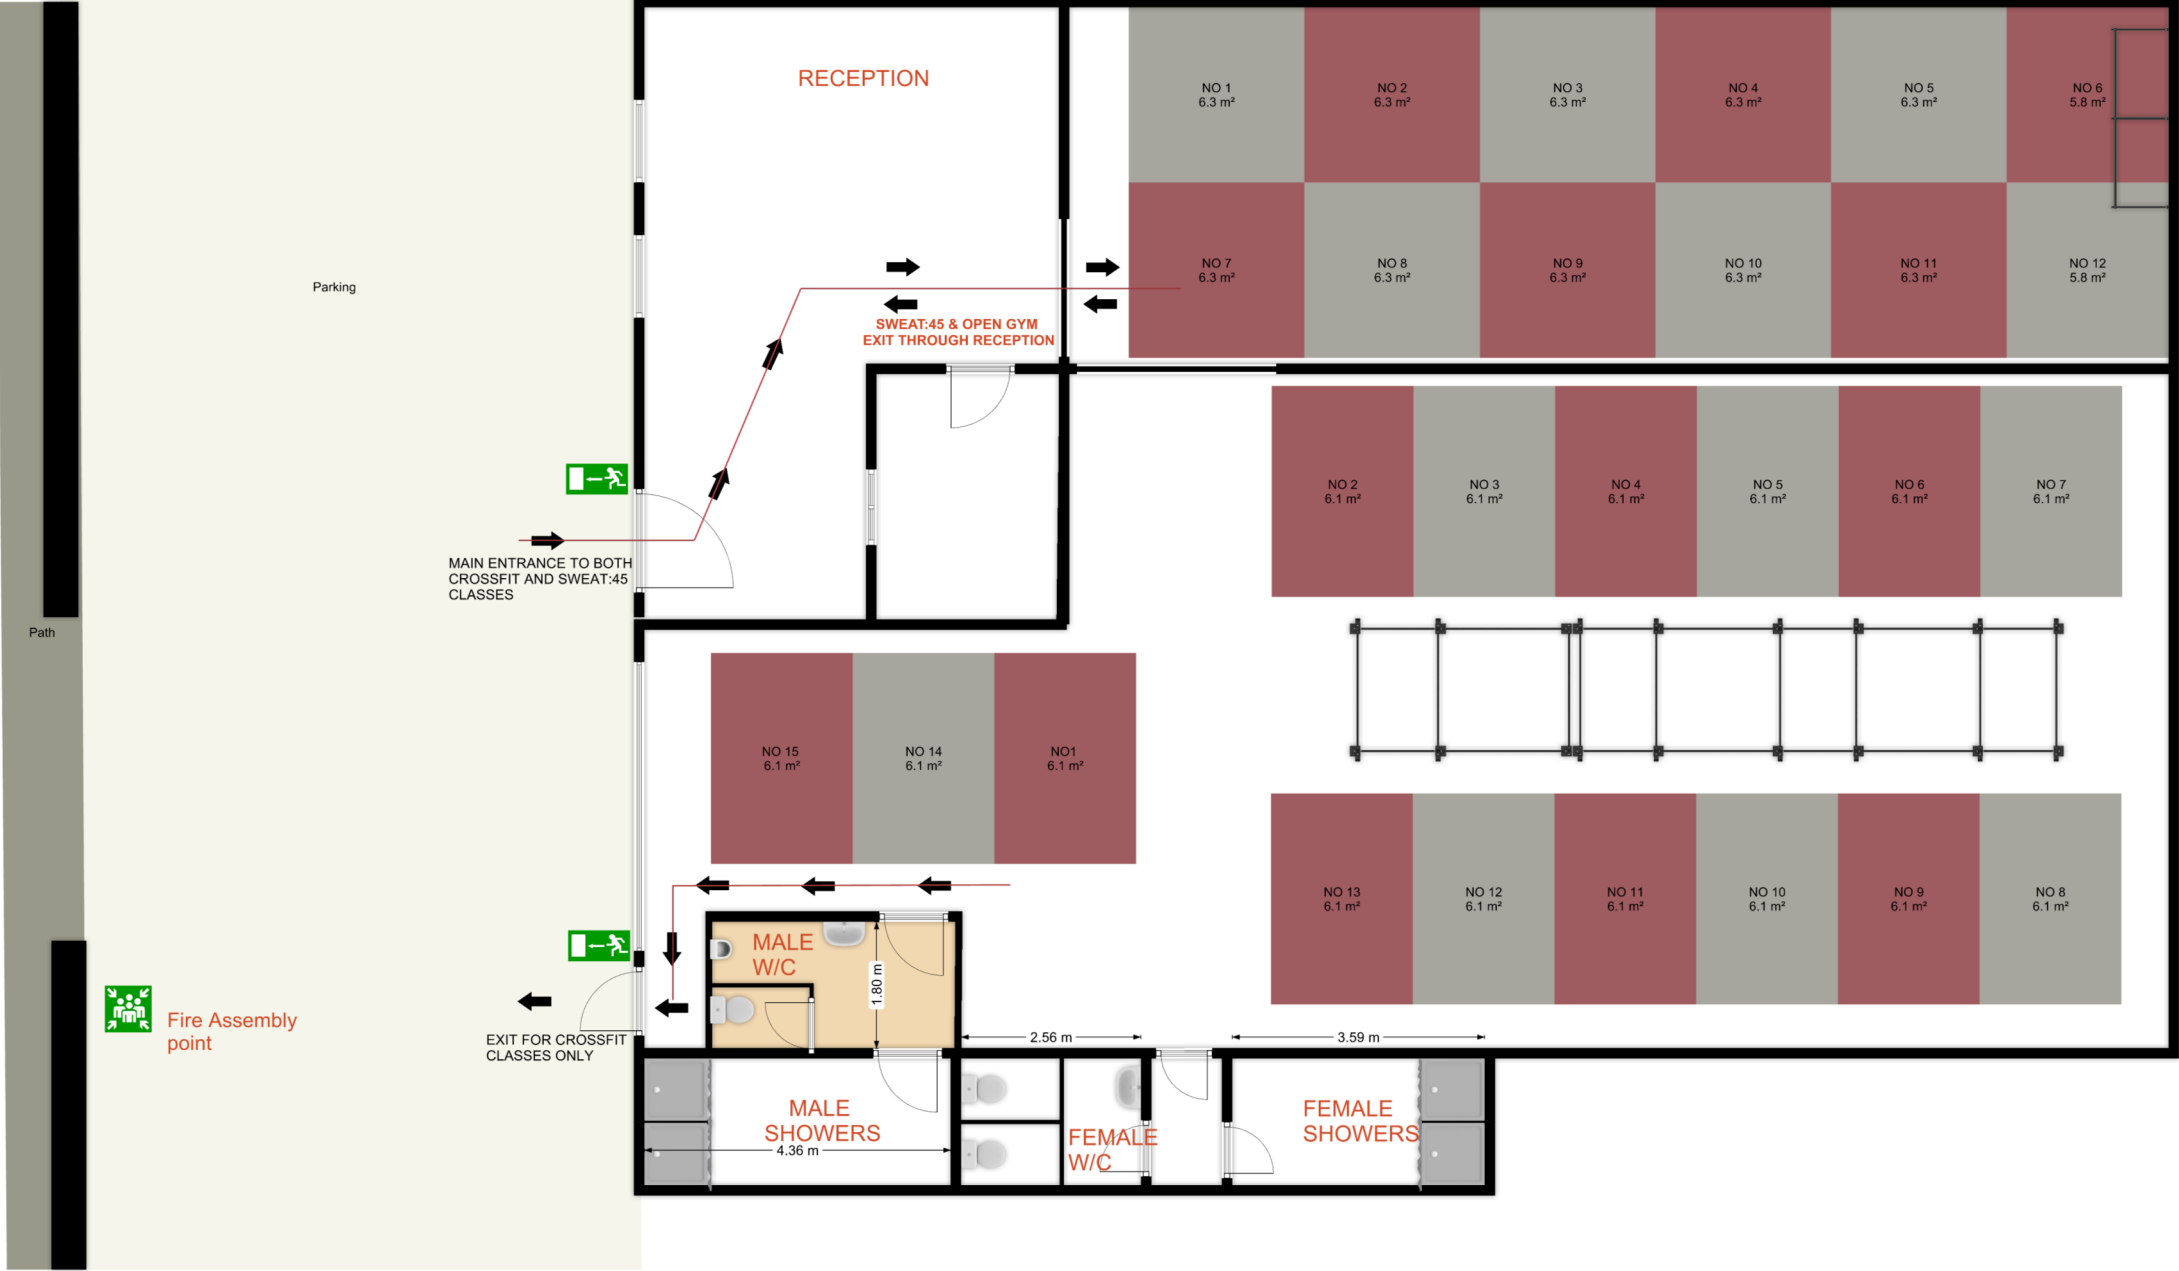 RECEPTION
NO 1
6.3 m²
NO 2
6.3 m²
NO 3
6.3 m²
NO 4
6.3 m²
NO 5
6.3 m²
NO 6
5.8 m²
NO 7
6.3 m²
NO 8
6.3 m²
NO 9
6.3 m²
NO 10
6.3 m²
NO 11
6.3 m²
NO 12
5.8 m²
Parking
SWEAT:45 & OPEN GYM
EXIT THROUGH RECEPTION
MAIN ENTRANCE TO BOTH
CROSSFIT AND SWEAT:45
CLASSES
Path
NO 2
6.1 m²
NO 3
6.1 m²
NO 4
6.1 m²
NO 5
6.1 m²
NO 6
6.1 m²
NO 7
6.1 m²
NO 15
6.1 m²
NO 14
6.1 m²
NO1
6.1 m²
NO 13
6.1 m²
NO 12
6.1 m²
NO 11
6.1 m²
NO 10
6.1 m²
NO 9
6.1 m²
NO 8
6.1 m²
MALE
W/C
1.80 m
Fire Assembly
point
EXIT FOR CROSSFIT
CLASSES ONLY
2.56 m
3.59 m
MALE
SHOWERS
4.36 m
FEMALE
W/C
FEMALE
SHOWERS